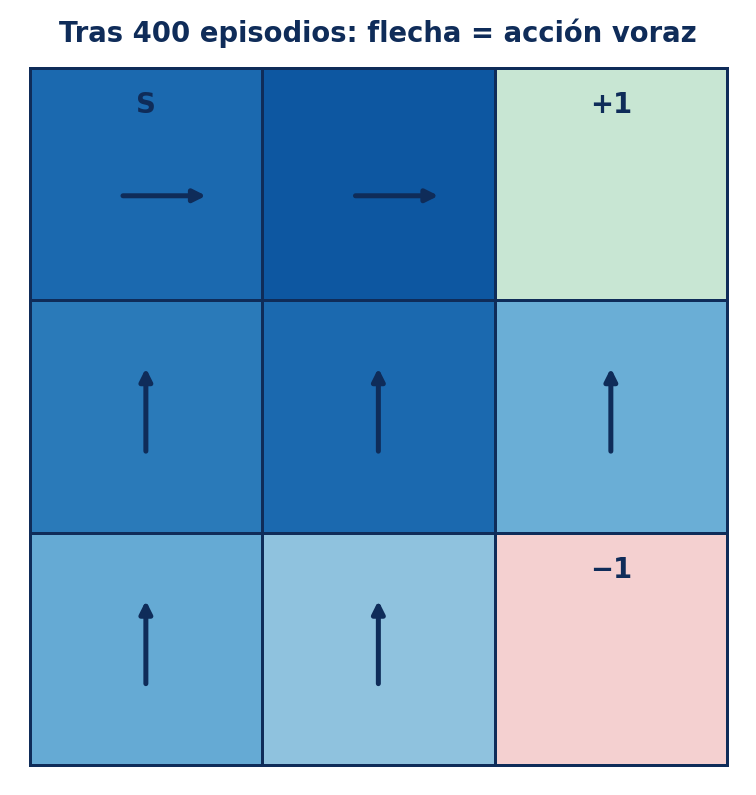 Tras 400 episodios: flecha = acción voraz
S
+1
−1